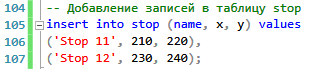 104 -- Добавление записей в таблицу stop
105 insert into stop (name, x, y) values
106 ('Stop 11', 210, 220),
107 ('Stop 12', 230, 240);